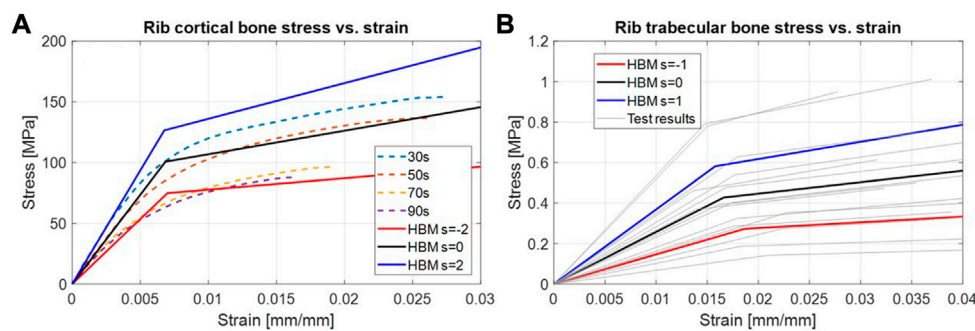 A
Rib cortical bone stress vs. strain
200
150
100
50
0
Stress [MPa]
30s
50s
70s
90s
HBM s=-2
HBM s=0
HBM s=2
0 0.005 0.01 0.015 0.02 0.025 0.03
Strain [mm/mm]
B
Rib trabecular bone stress vs. strain
1.2
1
0.8
0.6
0.4
0.2
0
Stress [MPa]
HBM s=-1
HBM s=0
HBM s=1
Test results
0 0.005 0.01 0.015 0.02 0.025 0.03 0.035 0.04
Strain [mm/mm]